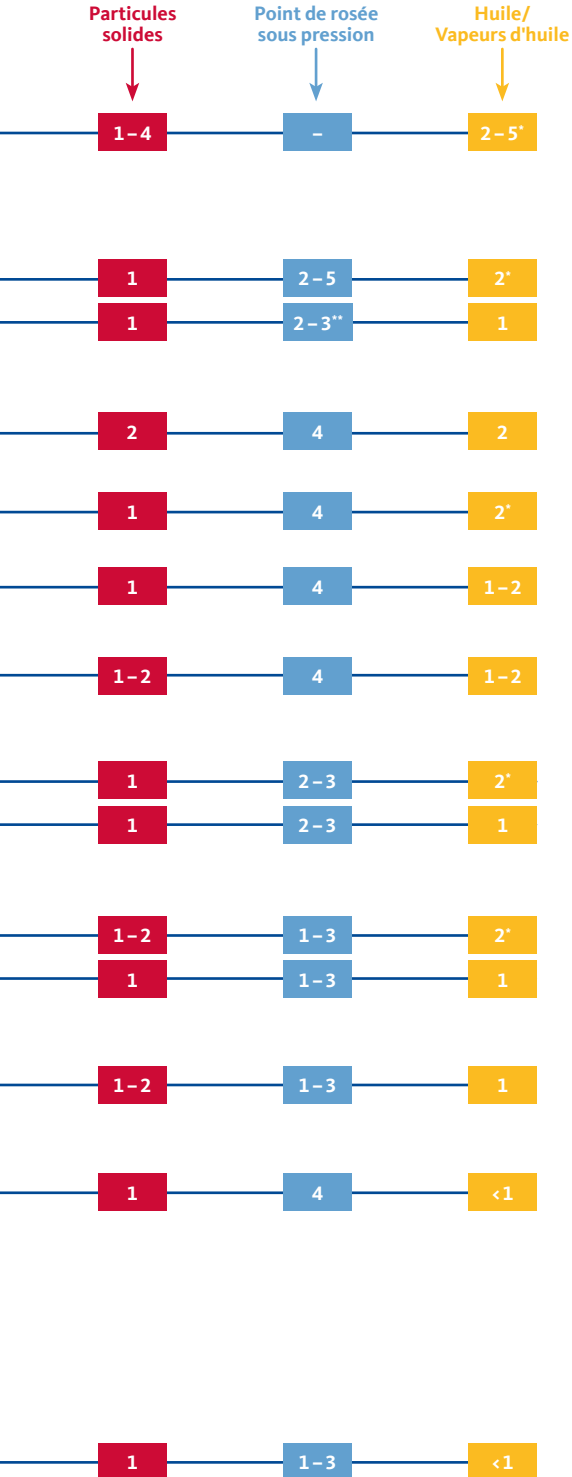 Particules
solides
Point de rosée
sous pression
Huile/
Vapeurs d'huile
1–4 – 2–5*
1 2–5 2*
1 2–3** 1
2 4 2
1 4 2*
1 4 1–2
1–2 4 1–2
1 2–3 2*
1 2–3 1
1–2 1–3 2*
1 1–3 1
1–2 1–3 1
1 4 <1
1 1–3 <1